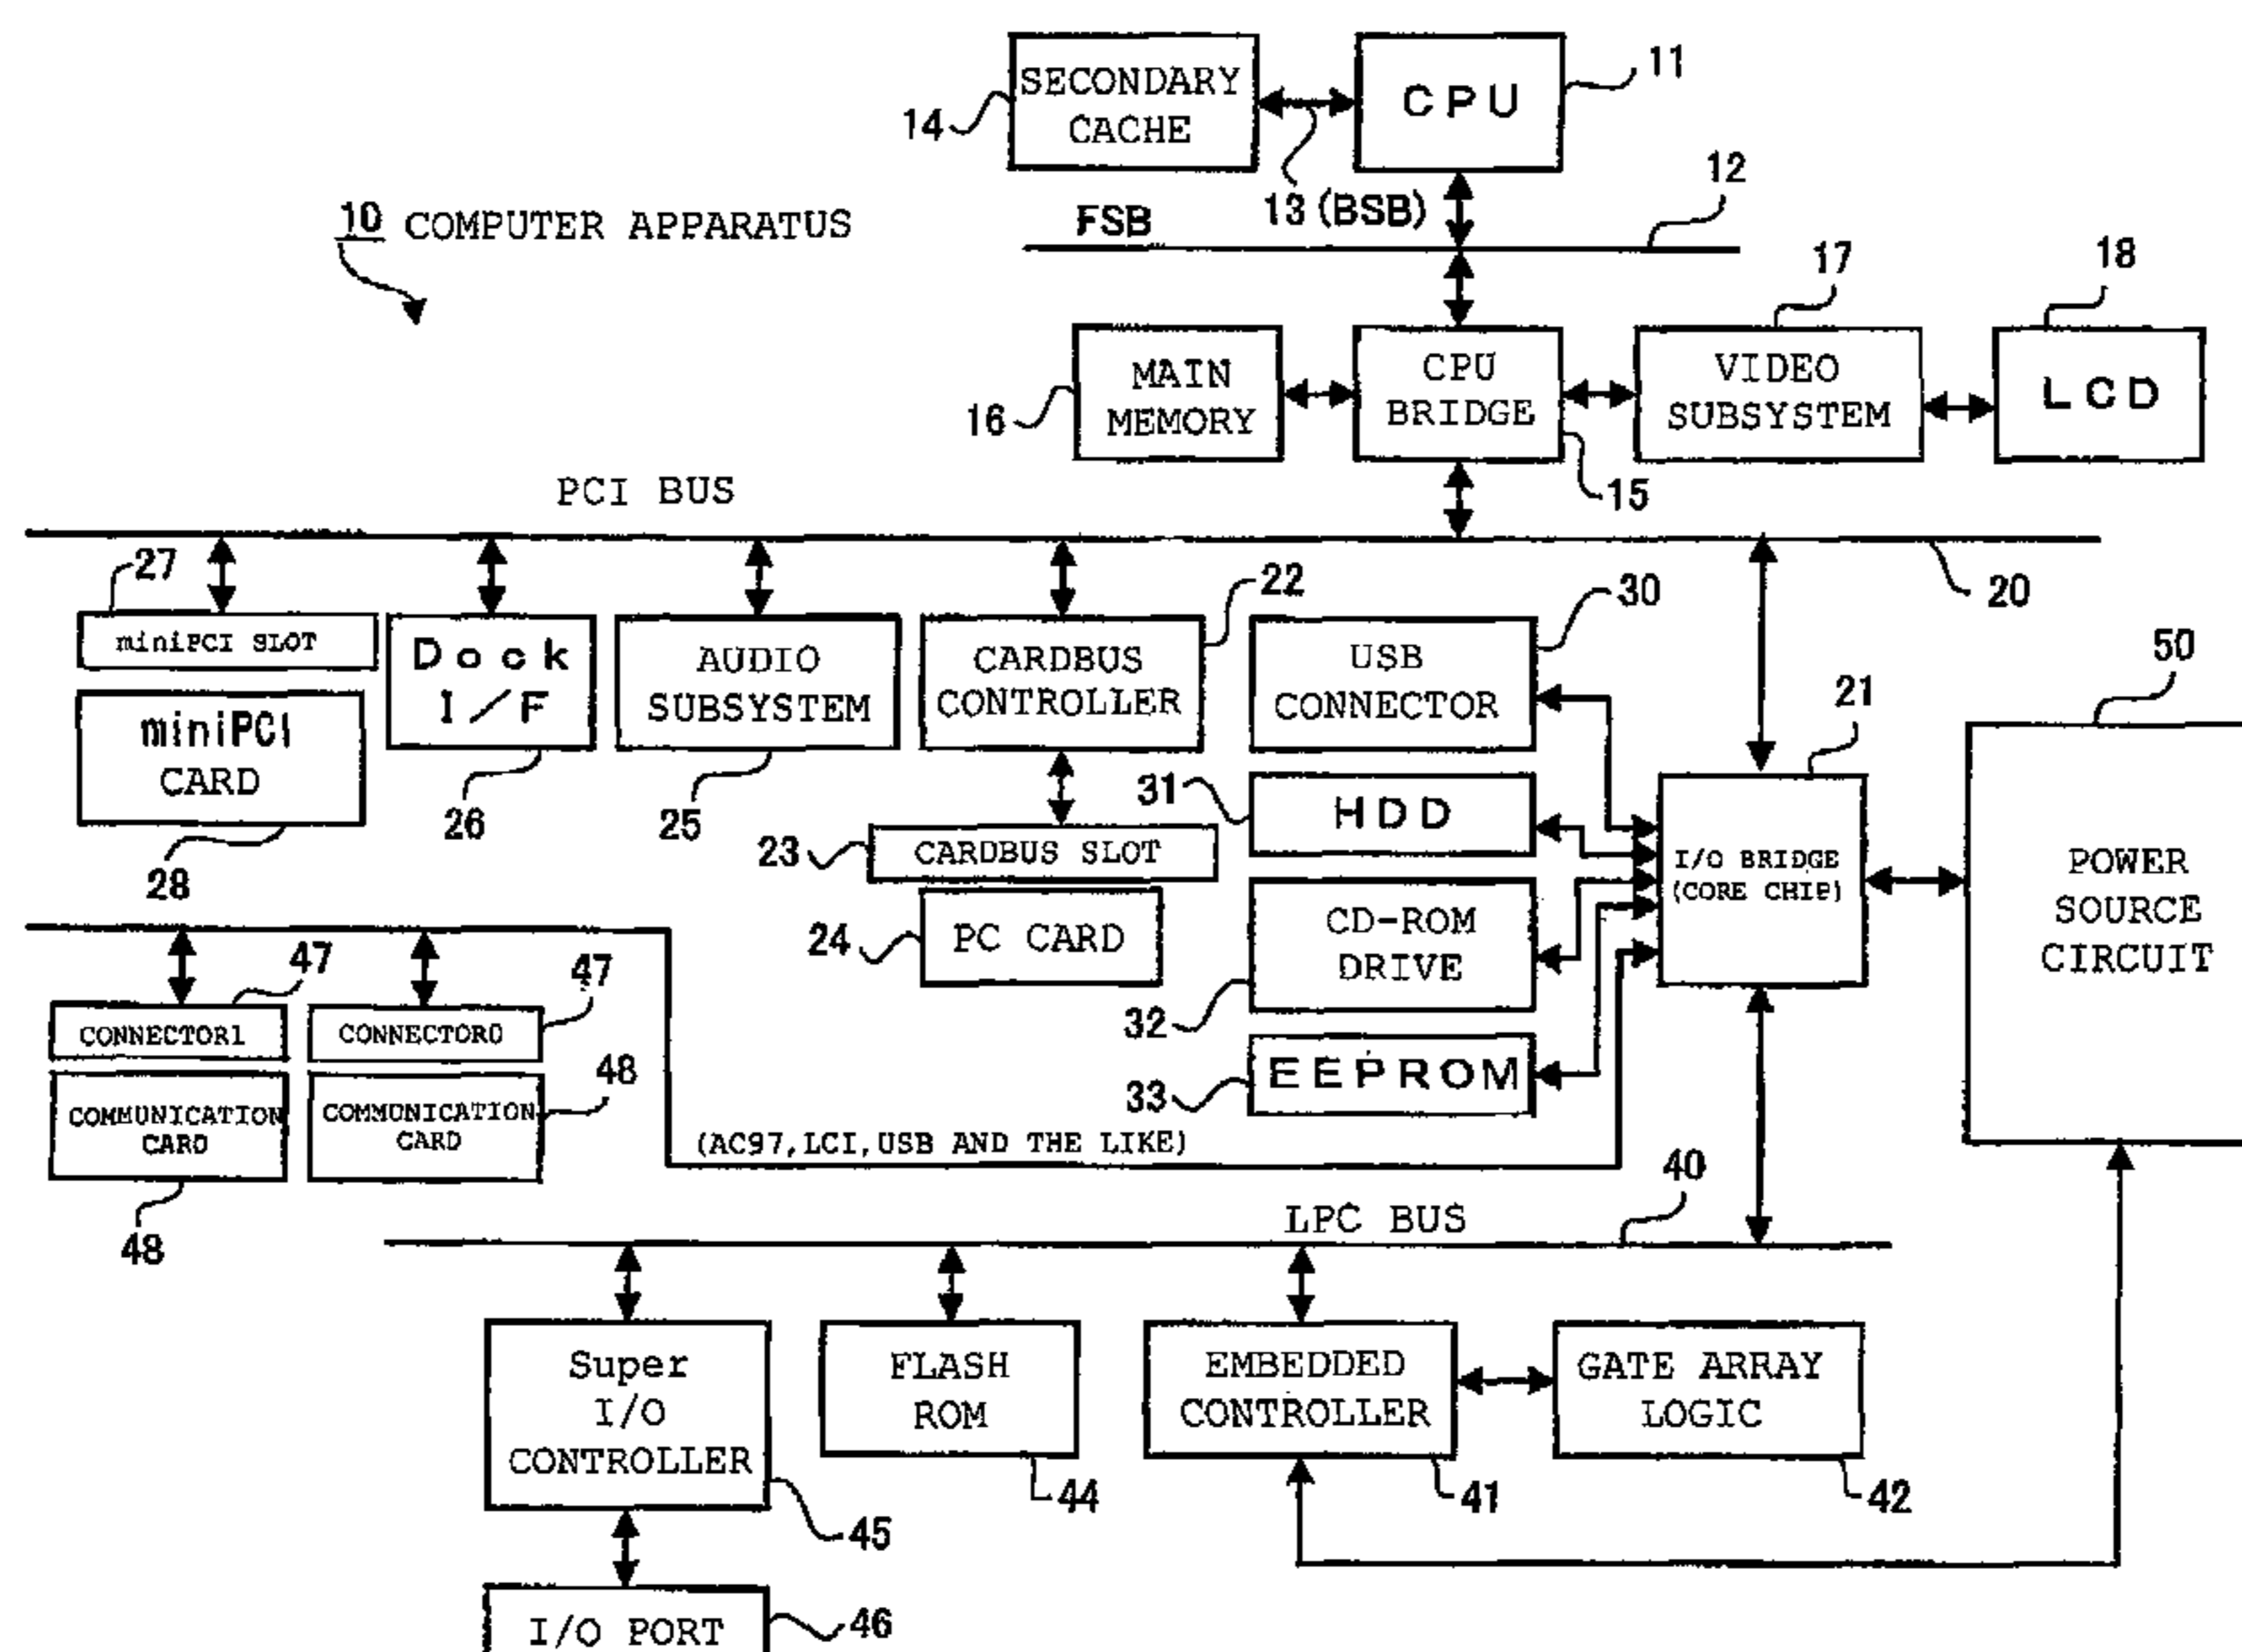 SECONDARY
CACHE
14
CPU
11
13 (BSB)
12
FSB
10 COMPUTER APPARATUS
17
18
MAIN
MEMORY
16
CPU
BRIDGE
15
VIDEO
SUBSYSTEM
LCD
PCI BUS
20
27
miniPCI SLOT
miniPCI
CARD
28
Dock
I/F
26
AUDIO
SUBSYSTEM
25
22
CARDBUS
CONTROLLER
23
CARDBUS SLOT
24
PC CARD
30
USB
CONNECTOR
31
HDD
CD-ROM
DRIVE
32
EEPROM
33
21
I/O BRIDGE
(CORE CHIP)
50
POWER
SOURCE
CIRCUIT
47
47
CONNECTOR1
CONNECTOR0
48
COMMUNICATION
CARD
COMMUNICATION
CARD
48
(AC97,LCI,USB AND THE LIKE)
LPC BUS
40
Super
I/O
CONTROLLER
45
FLASH
ROM
44
EMBEDDED
CONTROLLER
41
GATE ARRAY
LOGIC
42
I/O PORT
46